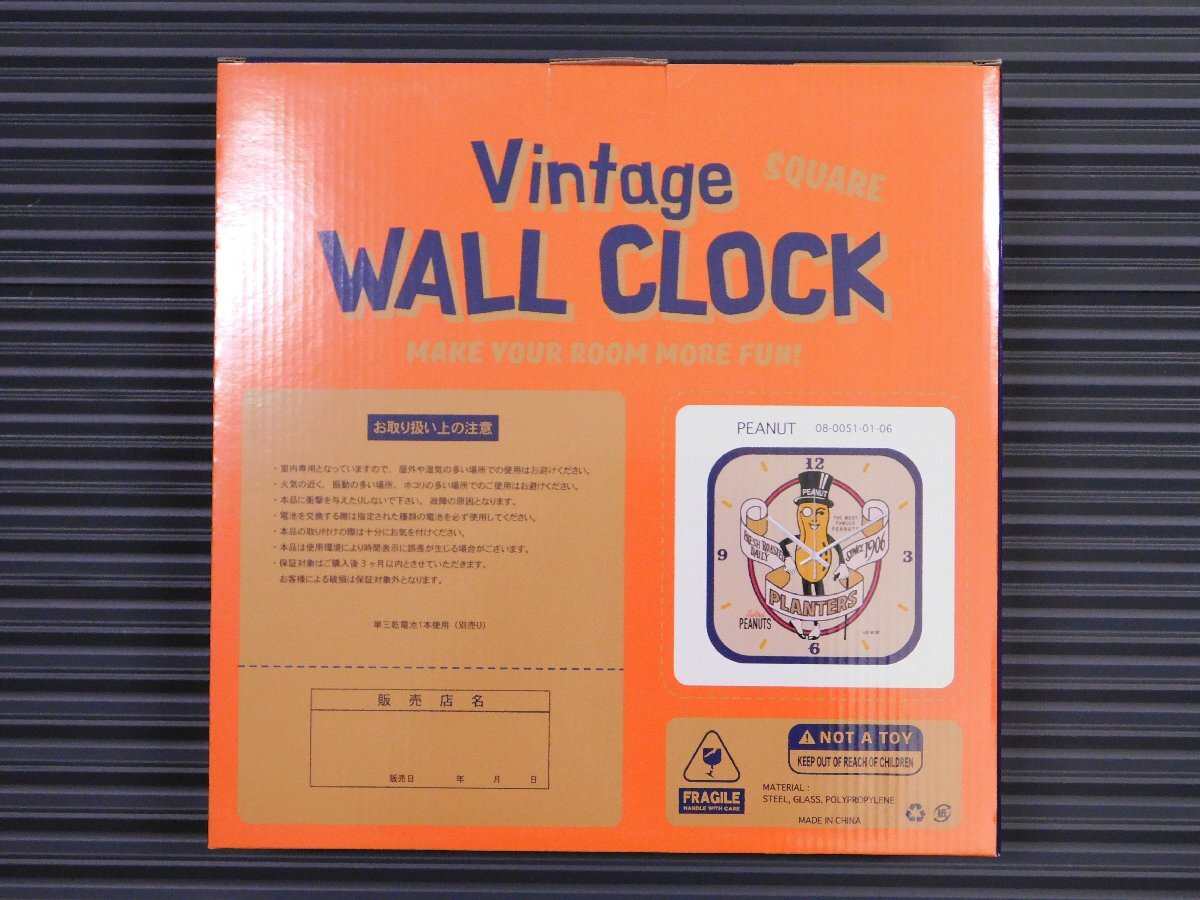 Vintage SQUARE
WALL CLOCK
MAKE YOUR ROOM MORE FUN!
お取り扱い上の注意
・室内専用となっていますので、屋外や湿気の多い場所での使用はお避けください。
・火気の近く、振動の多い場所、ホコリの多い場所でのご使用はお避けください。
・本品に衝撃を与えたりしないで下さい。故障の原因となります。
・電池を交換する際は指定された種類の電池を必ず使用してください。
・本品の取り付けの際は十分にお気を付けください。
・本品は使用環境により時間表示に誤差が生じる場合がございます。
・保証対象はご購入後3ヶ月以内とさせていただきます。
お客様による破損は保証対象外となります。
単三乾電池1本使用（別売り）
販売店名
販売日 年 月 日
PEANUT 08-0051-01-06
12
PEANUT
THE MOST
FAMOUS
PEANUTS
FRESH ROASTED
DAILY
SINCE 1906
9
3
PLANTERS
Salted
PEANUTS
6
NOT A TOY
KEEP OUT OF REACH OF CHILDREN
FRAGILE
HANDLE WITH CARE
MATERIAL :
STEEL, GLASS, POLYPROPYLENE
MADE IN CHINA